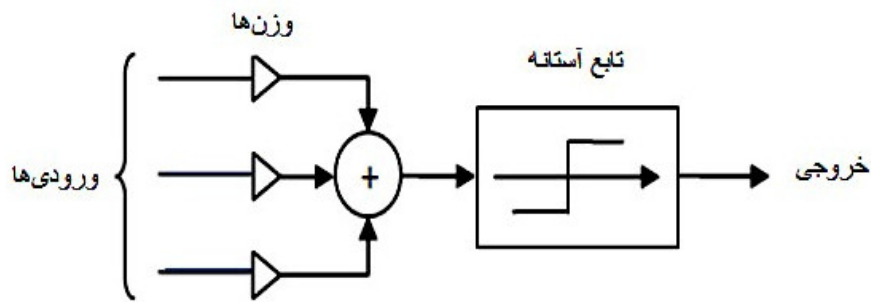 وزن‌ها
تابع آستانه
ورودی‌ها
+
خروجی